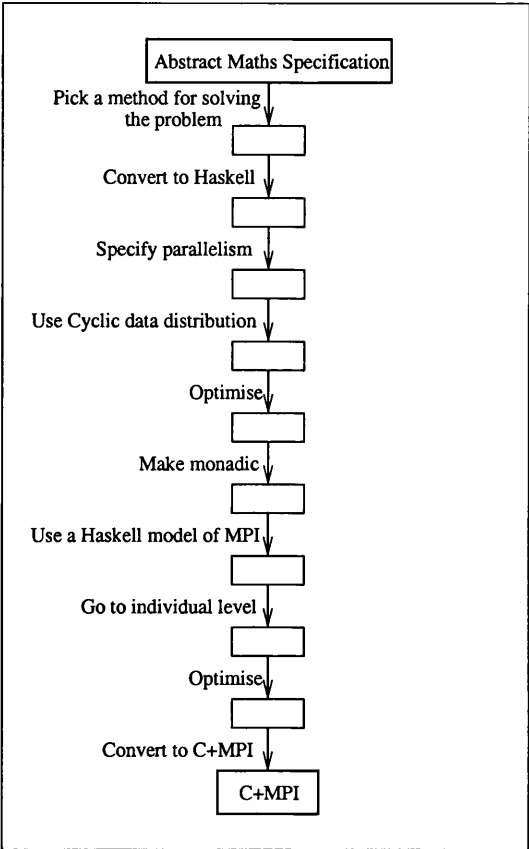 Abstract Maths Specification
Pick a method for solving
the problem
Convert to Haskell
Specify parallelism
Use Cyclic data distribution
Optimise
Make monadic
Use a Haskell model of MPI
Go to individual level
Optimise
Convert to C+MPI
C+MPI